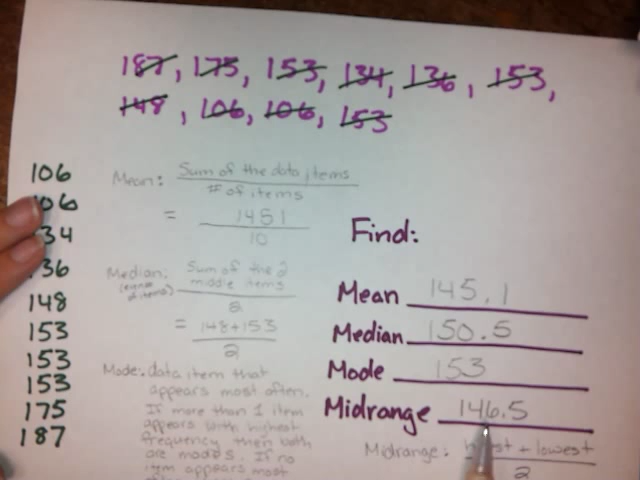 187, 175, 153, 134, 136, 153,
148, 106, 106, 153
106
06
34
36
148
153
153
153
175
187
Mean: Sum of the data items
# of items
= 1451
10
Median: Sum of the 2
middle items
2
= 148+153
2
Mode: data item that
appears most often.
If more than 1 item
appears with highest
frequency then both
are modes. If no
item appears most
Find:
Mean 145.1
Median 150.5
Mode 153
Midrange 146.5
Midrange: + lowest
2